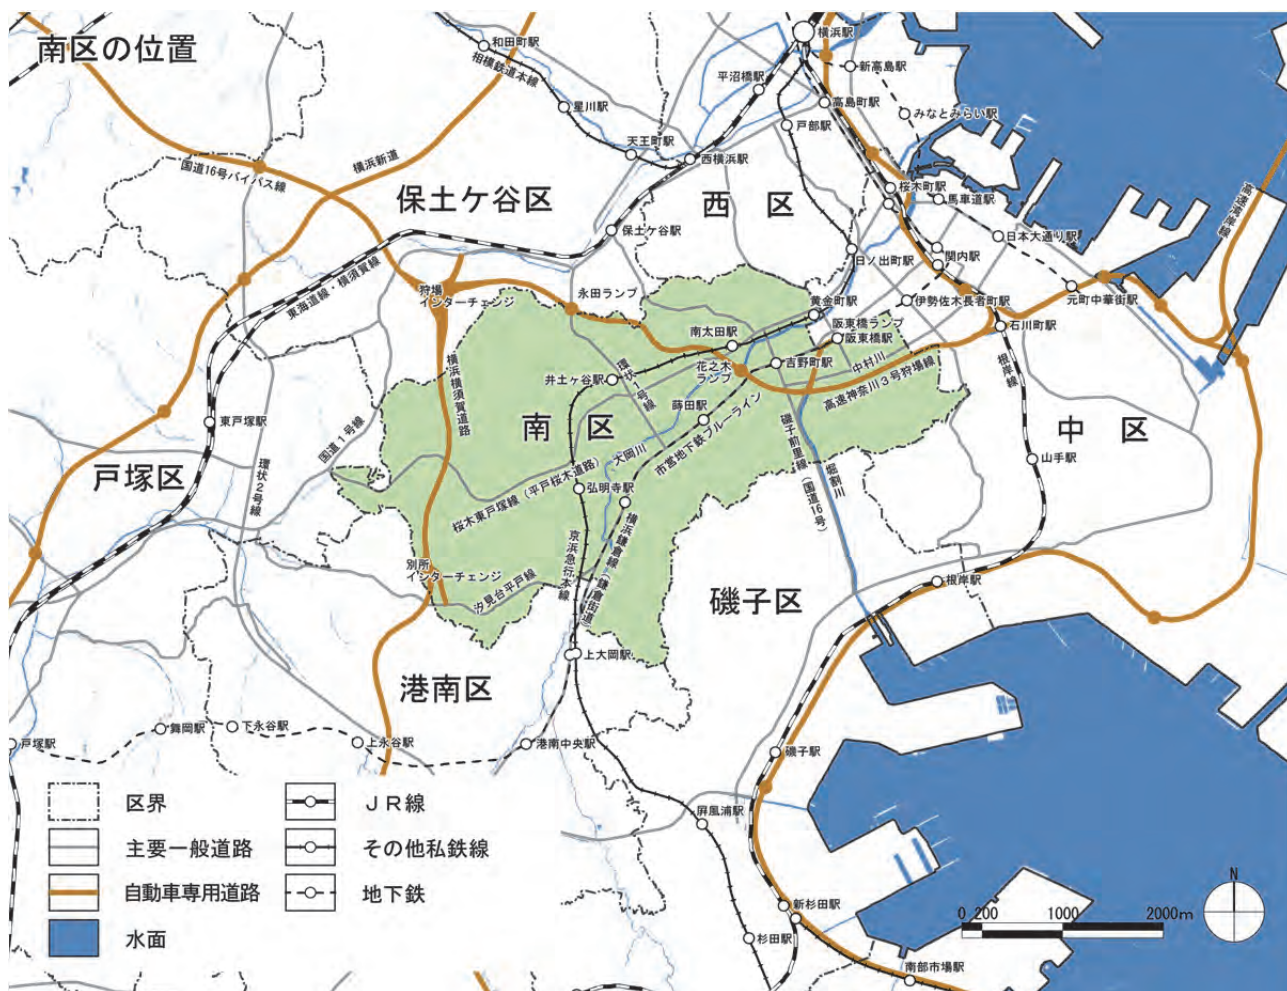 南区の位置
和田町駅
相模鉄道本線
星川駅
天王町駅
西横浜駅
平沼橋駅
横浜駅
新高島駅
高島町駅
みなとみらい駅
戸部駅
国道16号バイパス線
横浜新道
保土ケ谷区
西 区
桜木町駅
馬車道駅
高速湾岸線
保土ケ谷駅
日本大通り駅
日ノ出町駅
関内駅
東海道線・横須賀線
狩場
インターチェンジ
永田ランプ
黄金町駅
伊勢佐木長者町駅
元町中華街駅
石川町駅
阪東橋ランプ
阪東橋駅
南太田駅
吉野町駅
中村川
花之木
ランプ
高速神奈川3号狩場線
根岸線
井土ケ谷駅
環状1号線
横浜横須賀道路
蒔田駅
東戸塚駅
国道1号線
南 区
大岡川
市営地下鉄ブルーライン
磯子前里線(国道16号)
堀割川
中 区
山手駅
戸塚区
環状2号線
桜木東戸塚線(平戸桜木道路)
弘明寺駅
横浜鎌倉線(鎌倉街道)
京浜急行本線
別所
インターチェンジ
汐見台平戸線
磯子区
根岸駅
上大岡駅
港南区
戸塚駅
舞岡駅
下永谷駅
上永谷駅
港南中央駅
磯子駅
屏風浦駅
新杉田駅
杉田駅
南部市場駅
区界
主要一般道路
自動車専用道路
水面
JR線
その他私鉄線
地下鉄
N
0 200 1000 2000m